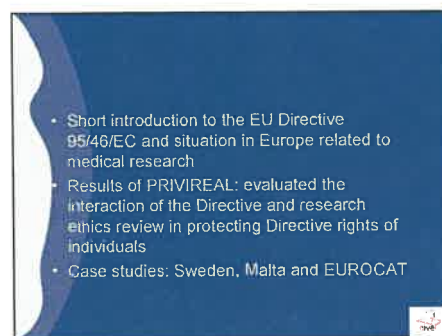 • Short introduction to the EU Directive
95/46/EC and situation in Europe related to
medical research
• Results of PRIVIREAL: evaluated the
interaction of the Directive and research
ethics review in protecting Directive rights of
individuals
• Case studies: Sweden, Malta and EUROCAT